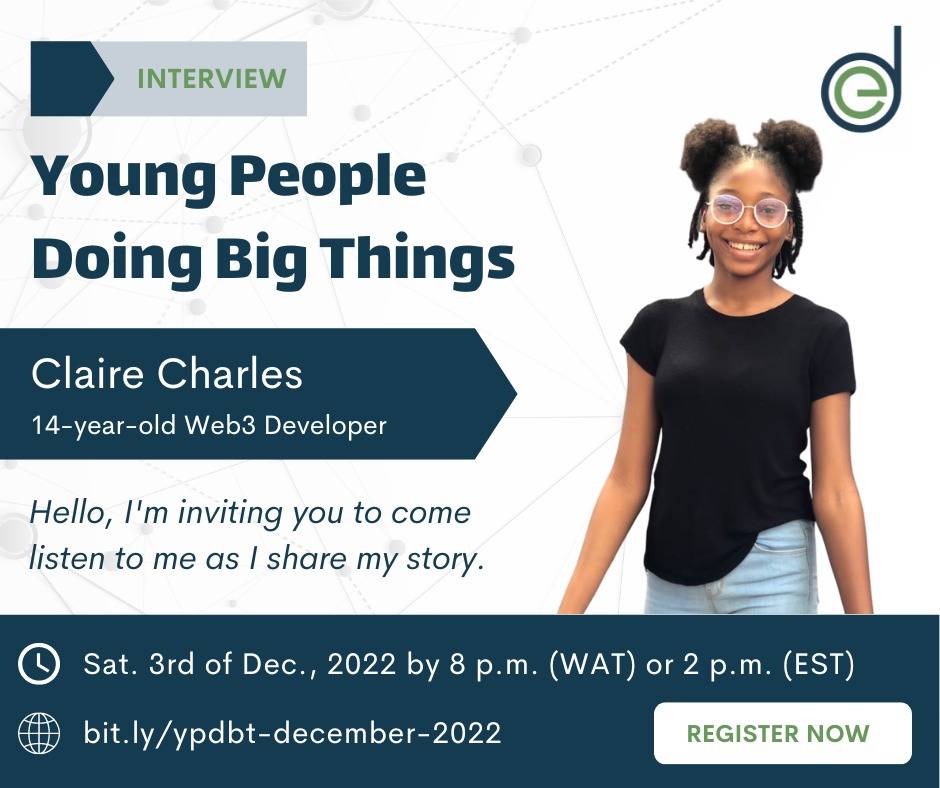 INTERVIEW
Young People
Doing Big Things
Claire Charles
14-year-old Web3 Developer
Hello, I'm inviting you to come
listen to me as I share my story.
Sat. 3rd of Dec., 2022 by 8 p.m. (WAT) or 2 p.m. (EST)
bit.ly/ypdbt-december-2022
REGISTER NOW